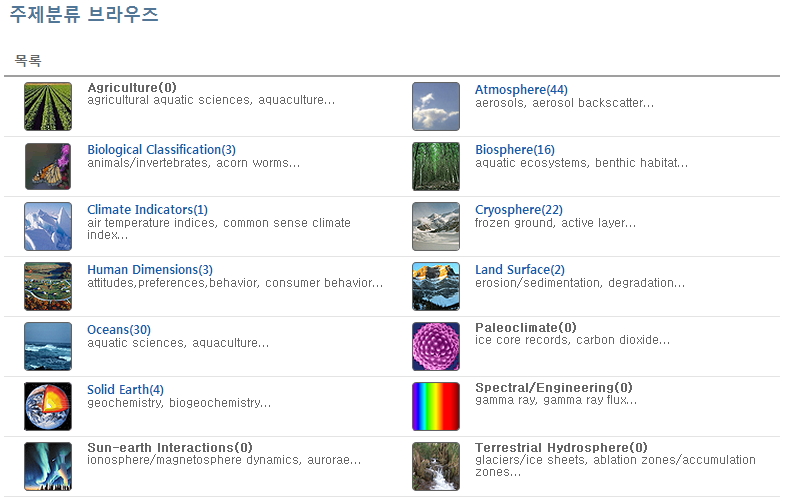 주제분류 브라우즈
목록
Agriculture(0)
agricultural aquatic sciences, aquaculture...
Atmosphere(44)
aerosols, aerosol backscatter...
Biological Classification(3)
animals/invertebrates, acorn worms...
Biosphere(16)
aquatic ecosystems, benthic habitat...
Climate Indicators(1)
air temperature indices, common sense climate
index...
Cryosphere(22)
frozen ground, active layer...
Human Dimensions(3)
attitudes,preferences,behavior, consumer behavior...
Land Surface(2)
erosion/sedimentation, degradation...
Oceans(30)
aquatic sciences, aquaculture...
Paleoclimate(0)
ice core records, carbon dioxide...
Solid Earth(4)
geochemistry, biogeochemistry...
Spectral/Engineering(0)
gamma ray, gamma ray flux...
Sun-earth Interactions(0)
ionosphere/magnetosphere dynamics, aurorae...
Terrestrial Hydrosphere(0)
glaciers/ice sheets, ablation zones/accumulation
zones...